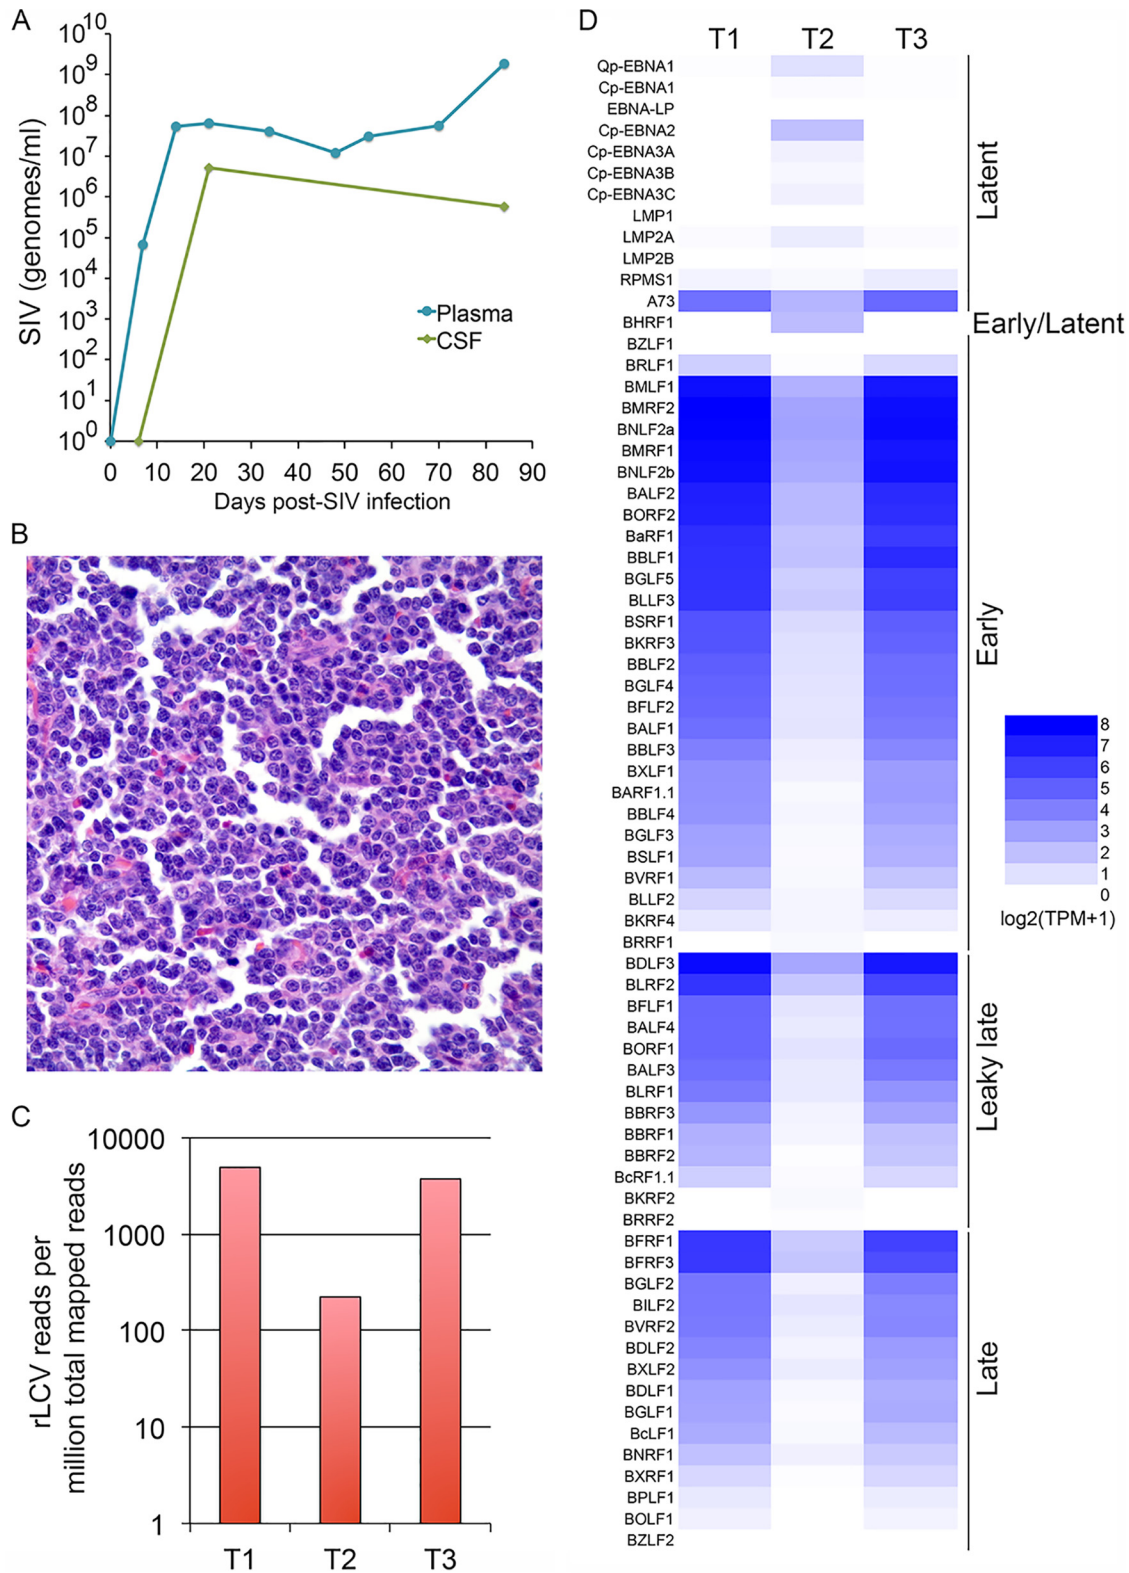 A
SIV (genomes/ml)
10^10
10^9
10^8
10^7
10^6
10^5
10^4
10^3
10^2
10^1
10^0
0 10 20 30 40 50 60 70 80 90
Days post-SIV infection
Plasma
CSF
B
C
rLCV reads per
million total mapped reads
10000
1000
100
10
1
T1 T2 T3
D
T1 T2 T3
Qp-EBNA1
Cp-EBNA1
EBNA-LP
Cp-EBNA2
Cp-EBNA3A
Cp-EBNA3B
Cp-EBNA3C
LMP1
LMP2A
LMP2B
RPMS1
A73
BHRF1
BZLF1
BRLF1
BMLF1
BMRF2
BNLF2a
BMRF1
BNLF2b
BALF2
BORF2
BaRF1
BBLF1
BGLF5
BLLF3
BSRF1
BKRF3
BBLF2
BGLF4
BFLF2
BALF1
BBLF3
BXLF1
BARF1.1
BBLF4
BGLF3
BSLF1
BVRF1
BLLF2
BKRF4
BRRF1
BDLF3
BLRF2
BFLF1
BALF4
BORF1
BALF3
BLRF1
BBRF3
BBRF1
BBRF2
BcRF1.1
BKRF2
BRRF2
BFRF1
BFRF3
BGLF2
BILF2
BVRF2
BDLF2
BXLF2
BDLF1
BGLF1
BcLF1
BNRF1
BXRF1
BPLF1
BOLF1
BZLF2
Latent
Early/Latent
Early
Leaky late
Late
8
7
6
5
4
3
2
1
0
log2(TPM+1)